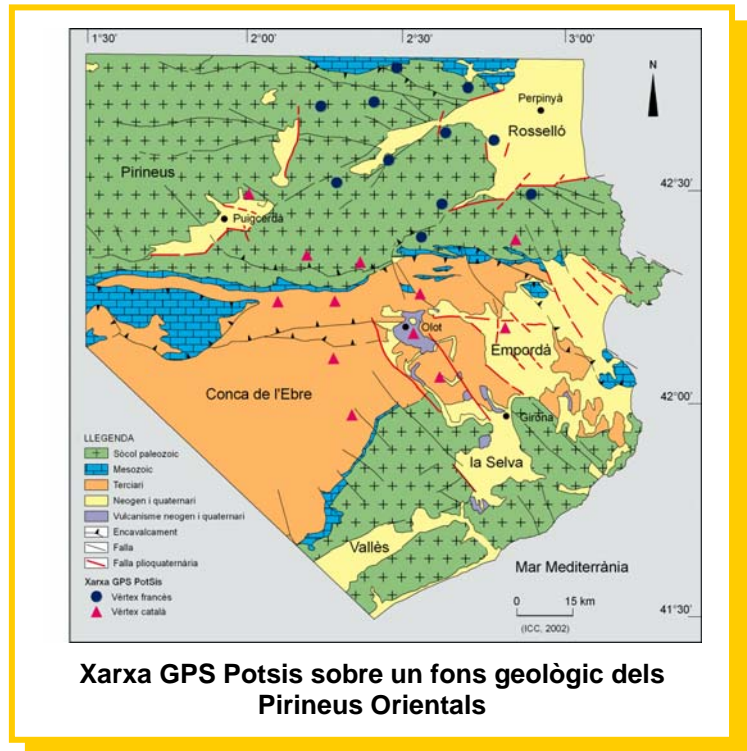 1°30' 2°00' 2°30' 3°00'
N
Perpinyà
Rosselló
Pirineus
42°30'
Puigcerdà
Olot
Empordà
Conca de l'Ebre
42°00'
Girona
LLEGENDA
Sòcol paleozoic
Mesozoic
Terciari
Neogen i quaternari
Vulcanisme neogen i quaternari
Encavalcament
Falla
Falla plioquaternària
Xarxa GPS PotSis
Vèrtex francès
Vèrtex català
la Selva
Vallès
Mar Mediterrània
0 15 km
41°30'
(ICC, 2002)
Xarxa GPS Potsis sobre un fons geològic dels
Pirineus Orientals